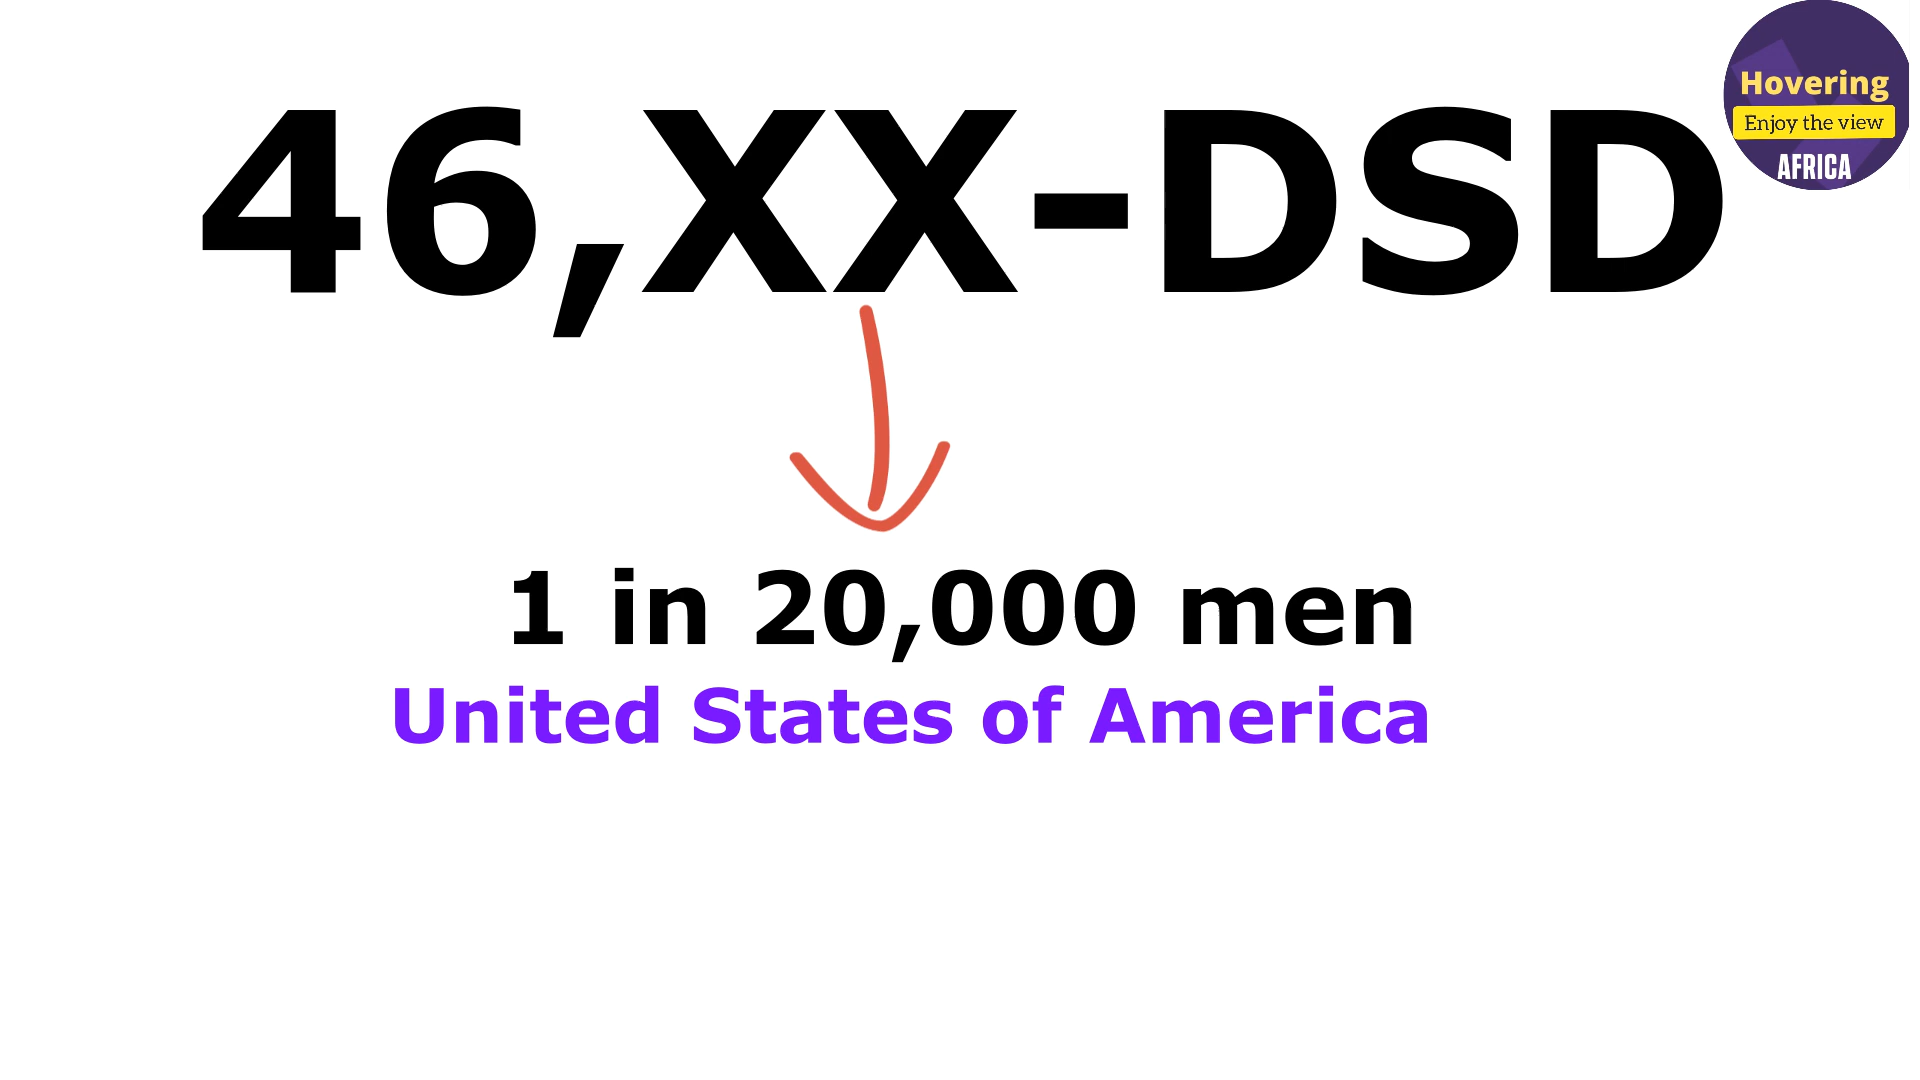 46,XX-DSD
Hovering
Enjoy the view
AFRICA
1 in 20,000 men
United States of America